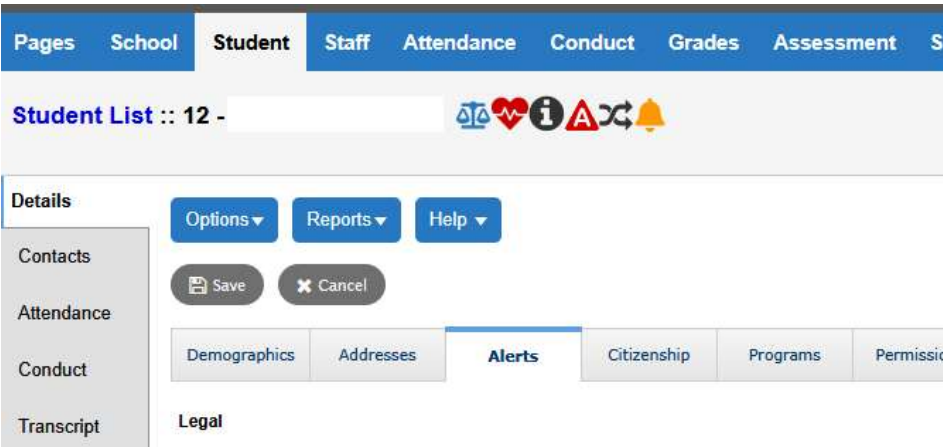 Pages School Student Staff Attendance Conduct Grades Assessment S
Student List :: 12 -
Details
Options Reports Help
Contacts
Save Cancel
Attendance
Demographics Addresses Alerts Citizenship Programs
Conduct
Legal
Transcript